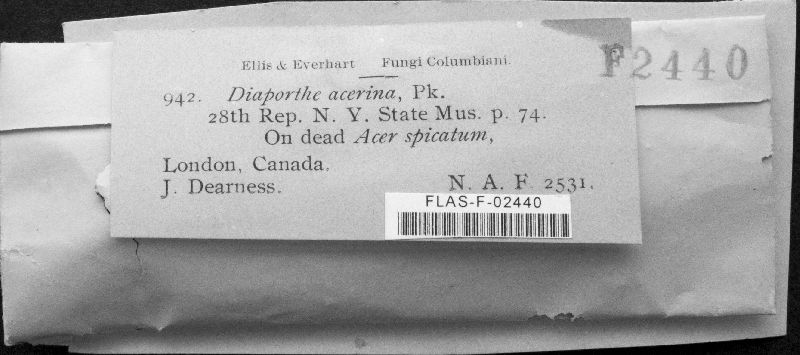 Ellis & Everhart Fungi Columbiani.
F2440
942. Diaporthe acerina, Pk.
28th Rep. N. Y. State Mus. p. 74.
On dead Acer spicatum,
London, Canada.
J. Dearness.
N. A. F. 2531.
FLAS-F-02440